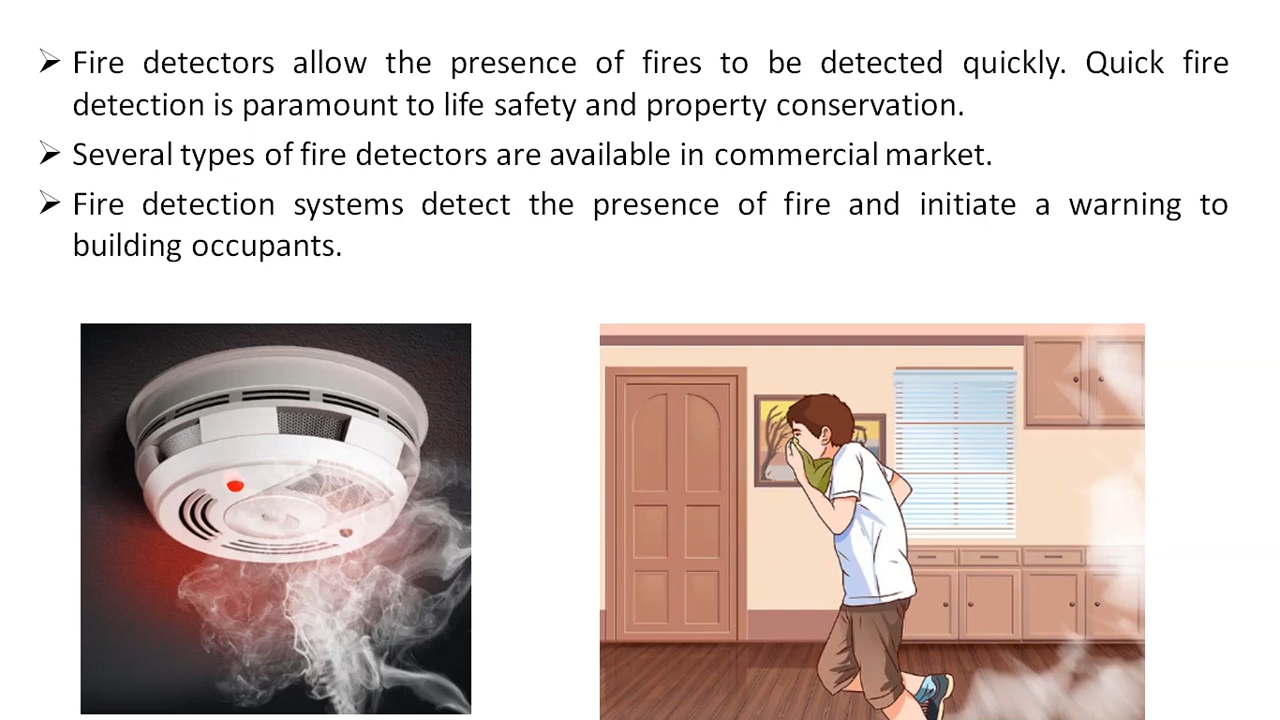 ➢ Fire detectors allow the presence of fires to be detected quickly. Quick fire
detection is paramount to life safety and property conservation.
➢ Several types of fire detectors are available in commercial market.
➢ Fire detection systems detect the presence of fire and initiate a warning to
building occupants.